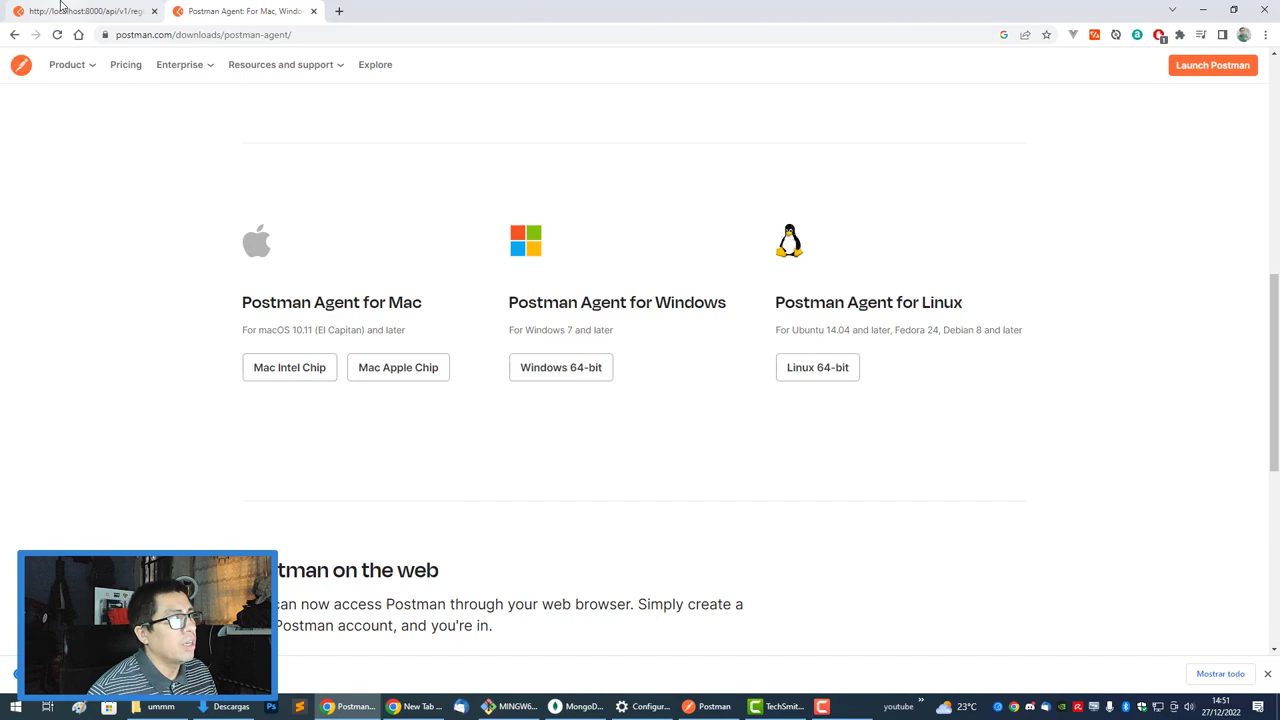 http://localhost:8000/api/v1/reg
Postman Agent: For Mac, Window
postman.com/downloads/postman-agent/
Product
Pricing
Enterprise
Resources and support
Explore
Launch Postman
Postman Agent for Mac
For macOS 10.11 (El Capitan) and later
Mac Intel Chip
Mac Apple Chip
Postman Agent for Windows
For Windows 7 and later
Windows 64-bit
Postman Agent for Linux
For Ubuntu 14.04 and later, Fedora 24, Debian 8 and later
Linux 64-bit
tman on the web
can now access Postman through your web browser. Simply create a
Postman account, and you're in.
Mostrar todo
ummm
Descargas
Postman...
New Tab ...
MINGW6...
MongoD...
Configur...
Postman
TechSmit...
youtube
23°C
14:51
27/12/2022